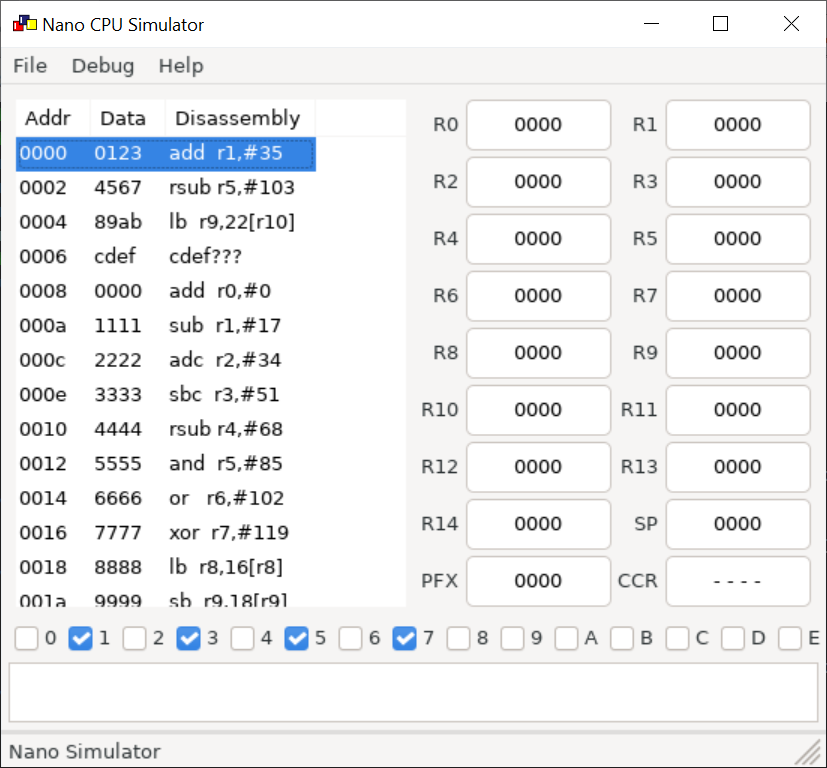 Nano CPU Simulator
File Debug Help
Addr Data Disassembly
0000 0123 add r1,#35
0002 4567 rsub r5,#103
0004 89ab lb r9,22[r10]
0006 cdef cdef???
0008 0000 add r0,#0
000a 1111 sub r1,#17
000c 2222 adc r2,#34
000e 3333 sbc r3,#51
0010 4444 rsub r4,#68
0012 5555 and r5,#85
0014 6666 or r6,#102
0016 7777 xor r7,#119
0018 8888 lb r8,16[r8]
001a 9999 sb r9,18[r9]
R0 0000 R1 0000
R2 0000 R3 0000
R4 0000 R5 0000
R6 0000 R7 0000
R8 0000 R9 0000
R10 0000 R11 0000
R12 0000 R13 0000
R14 0000 SP 0000
PFX 0000 CCR ----
0 1 2 3 4 5 6 7 8 9 A B C D E
Nano Simulator